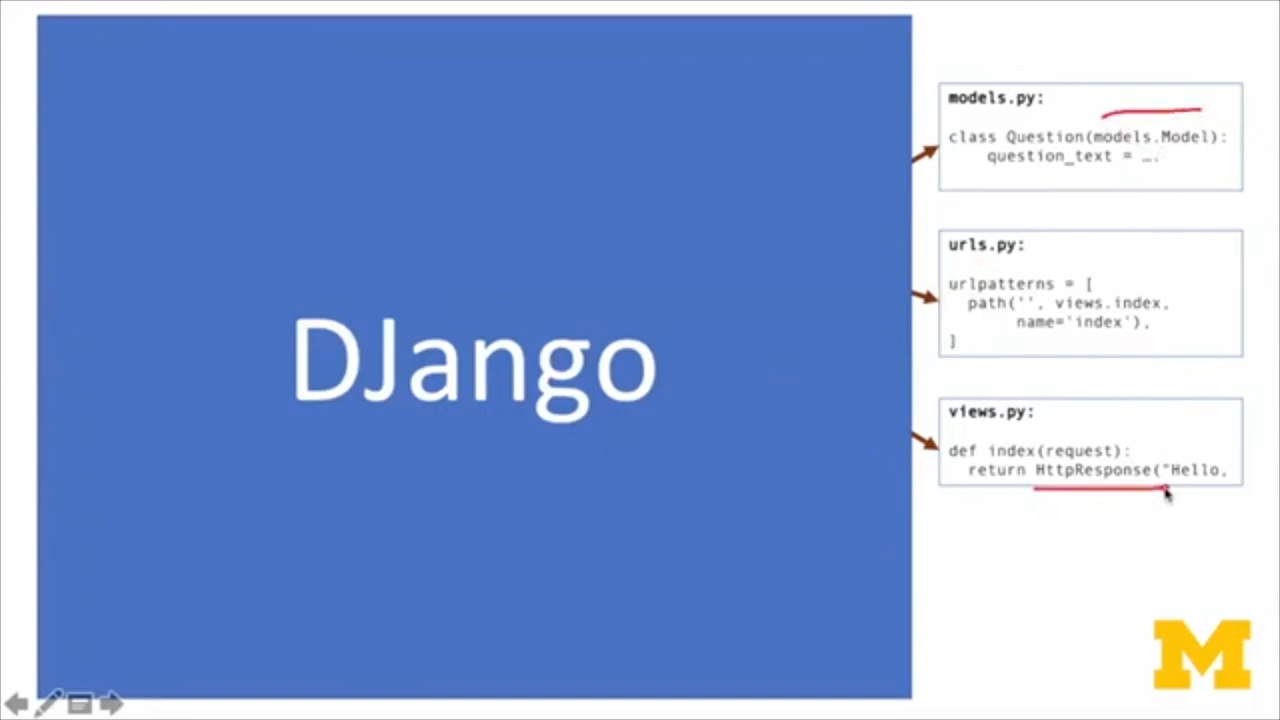 DJango
models.py:
class Question(models.Model):
question_text = ….
urls.py:
urlpatterns = [
path('', views.index,
name='index'),
]
views.py:
def index(request):
return HttpResponse("Hello,
M